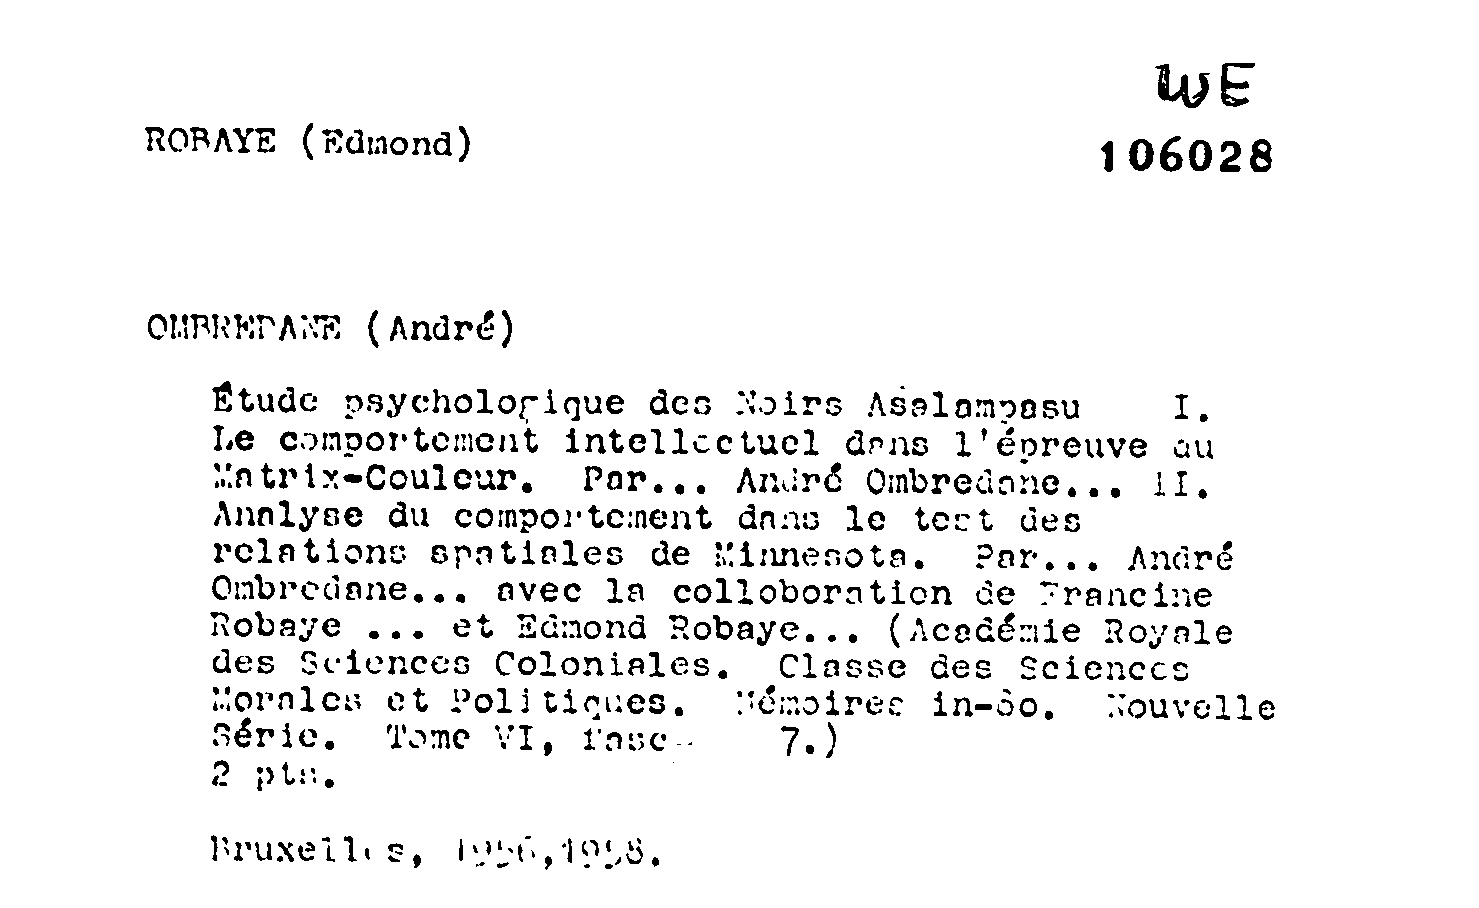 WE
ROBAYE (Edmond)
106028
OMBREDANE (André)
Étude psychologique des Noirs Asalampasu I.
Le comportement intellectuel dans l'épreuve du
Matrix-Couleur. Par... André Ombredane... II.
Analyse du comportement dans le test des
relations spatiales de Minnesota. Par... André
Ombredane... avec la colloboration de Francine
Robaye ... et Edmond Robaye... (Académie Royale
des Sciences Coloniales. Classe des Sciences
Morales et Politiques. Mémoires in-8o. Nouvelle
Série. Tome VI, fasc- 7.)
2 pts.
Bruxelles, 1956,1958.